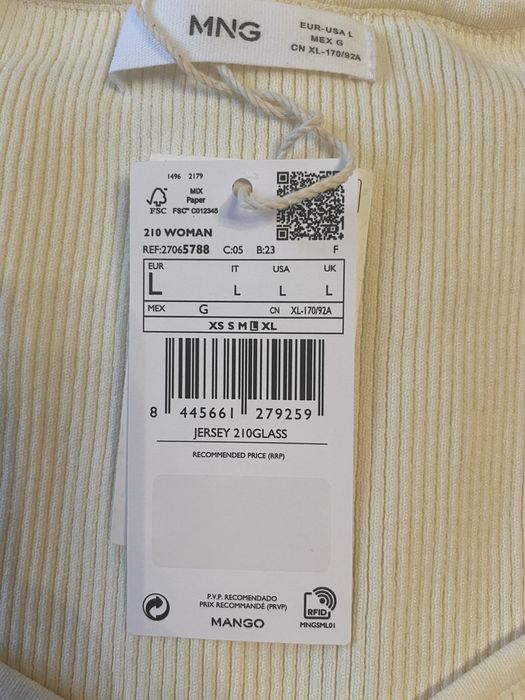 MNG
EUR-USA L
MEX G
CN XL-170/92A
1496 2179
FSC
MIX
Paper
FSC™ C012345
210 WOMAN
REF:27065788 C:05 B:23 F
EUR IT USA UK
L L L L
MEX G CN XL-170/92A
XS S M L XL
8 445661 279259
JERSEY 210GLASS
RECOMMENDED PRICE (RRP)
P.V.P. RECOMENDADO
PRIX RECOMMANDÉ (PRVP)
MANGO
RFID
MNGSML01